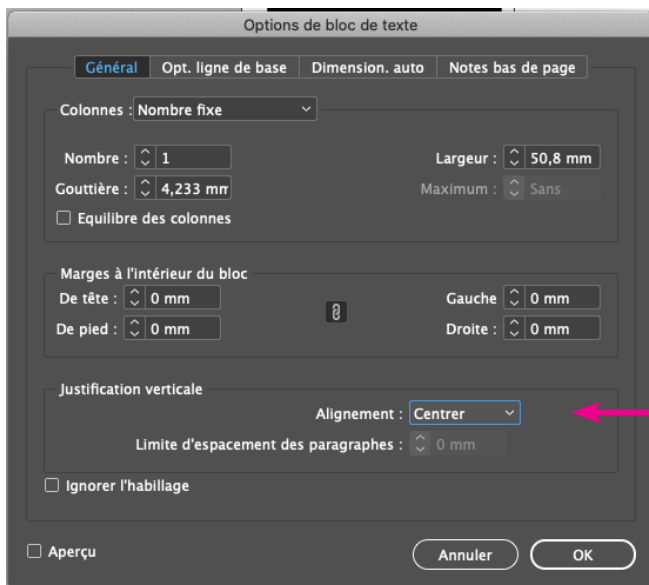 Options de bloc de texte
Général Opt. ligne de base Dimension. auto Notes bas de page
Colonnes : Nombre fixe
Nombre : 1 Largeur : 50,8 mm
Gouttière : 4,233 mm Maximum : Sans
Equilibre des colonnes
Marges à l'intérieur du bloc
De tête : 0 mm Gauche 0 mm
De pied : 0 mm Droite : 0 mm
Justification verticale
Alignement : Centrer
Limite d'espacement des paragraphes : 0 mm
Ignorer l'habillage
Aperçu Annuler OK